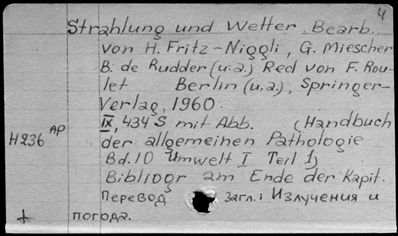 4
Strahlung und Wetter. Bearb.
von H. Fritz-Niggli, G. Miescher
B. de Rudder (u.a.) Red von F. Rou-
let Berlin (u.a.), Springer-
Verlag, 1960.
H236 AP
IX, 434 S mit Abb. (Handbuch
der allgemeinen Pathologie
Bd. 10 Umwelt I Teil 1)
Bibliogr am Ende der Kapit.
Перевод загл.: Излучения и
погода.